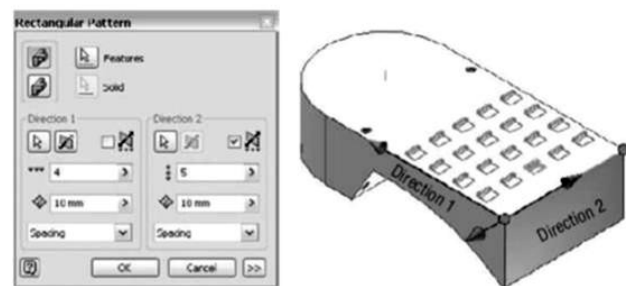 Rectangular Pattern
Features
Solid
Direction 1
Direction 2
4
5
10 mm
10 mm
Spacing
Spacing
OK
Cancel
>>
Direction 1
Direction 2